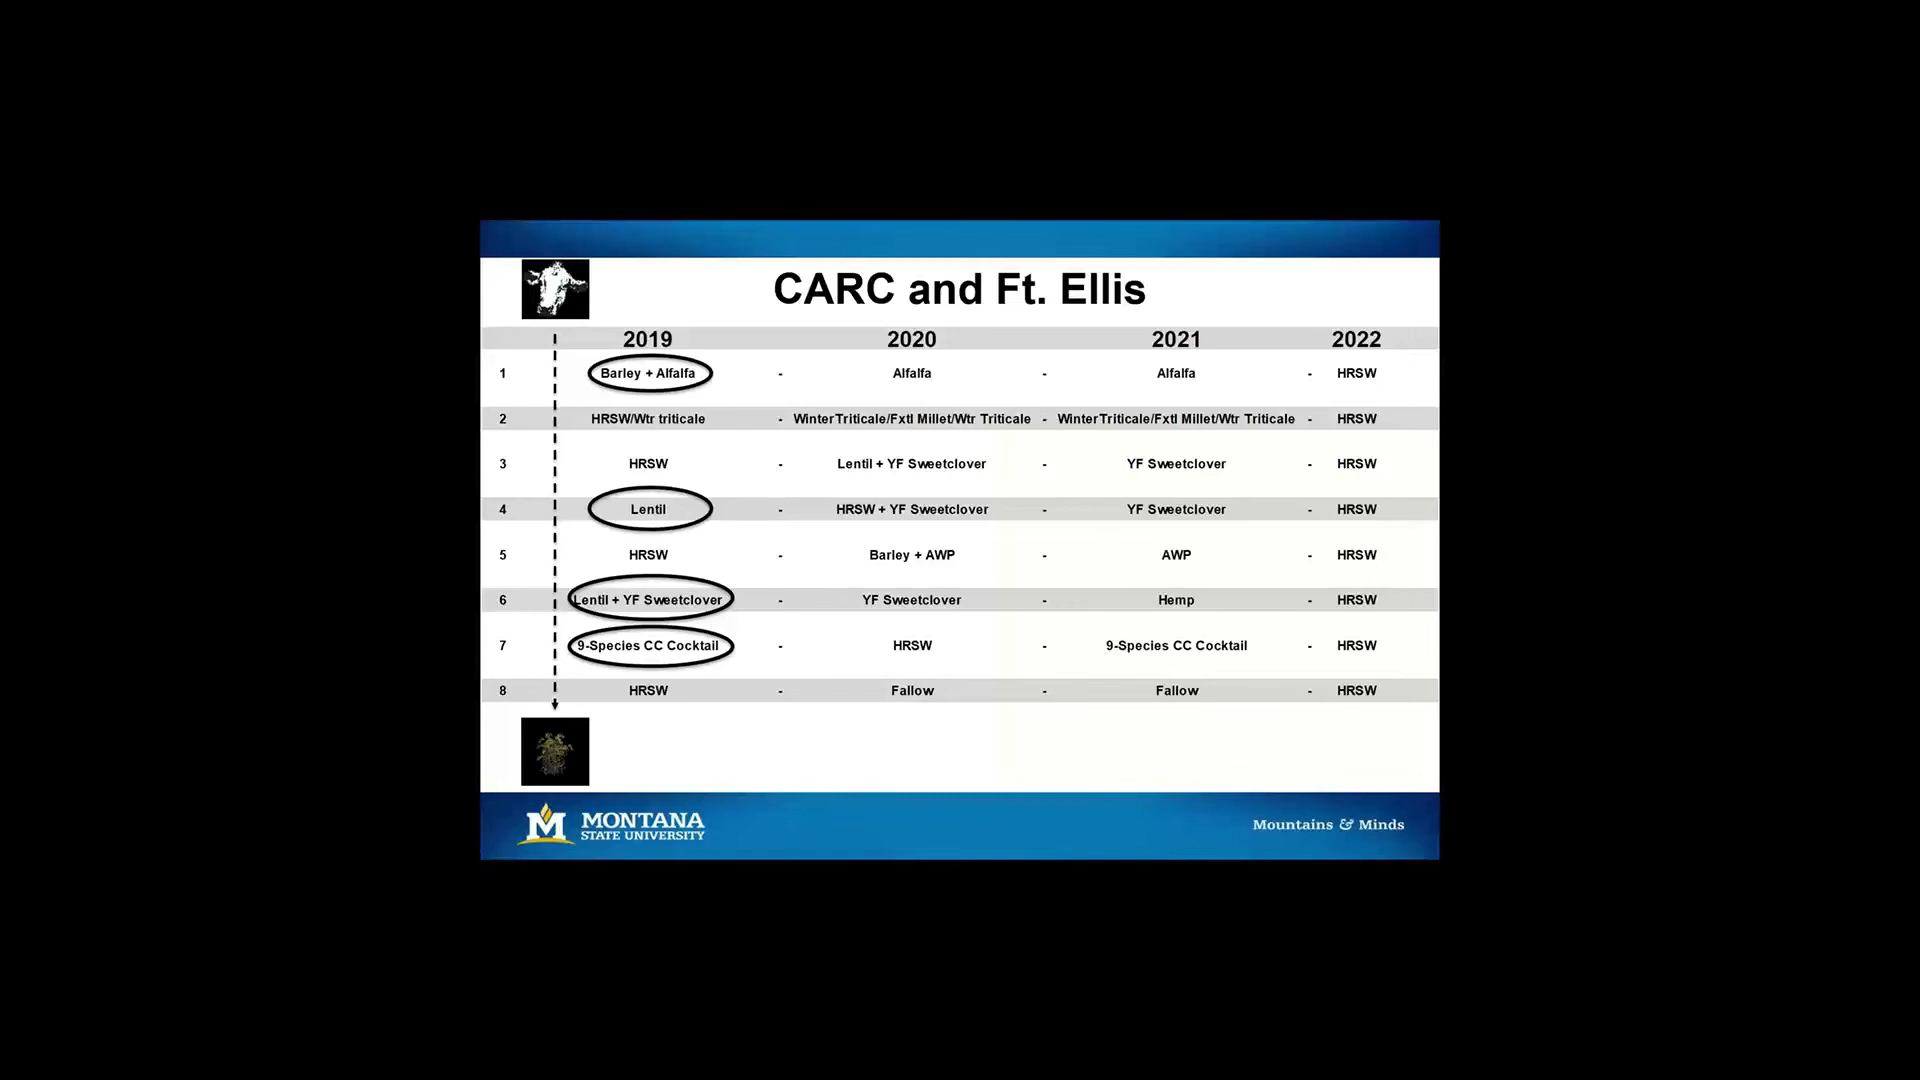 CARC and Ft. Ellis
2019 2020 2021 2022
1 Barley + Alfalfa - Alfalfa - Alfalfa - HRSW
2 HRSW/Wtr triticale - Winter Triticale/Fxtl Millet/Wtr Triticale - Winter Triticale/Fxtl Millet/Wtr Triticale - HRSW
3 HRSW - Lentil + YF Sweetclover - YF Sweetclover - HRSW
4 Lentil - HRSW + YF Sweetclover - YF Sweetclover - HRSW
5 HRSW - Barley + AWP - AWP - HRSW
6 Lentil + YF Sweetclover - YF Sweetclover - Hemp - HRSW
7 9-Species CC Cocktail - HRSW - 9-Species CC Cocktail - HRSW
8 HRSW - Fallow - Fallow - HRSW
M MONTANA
STATE UNIVERSITY
Mountains & Minds